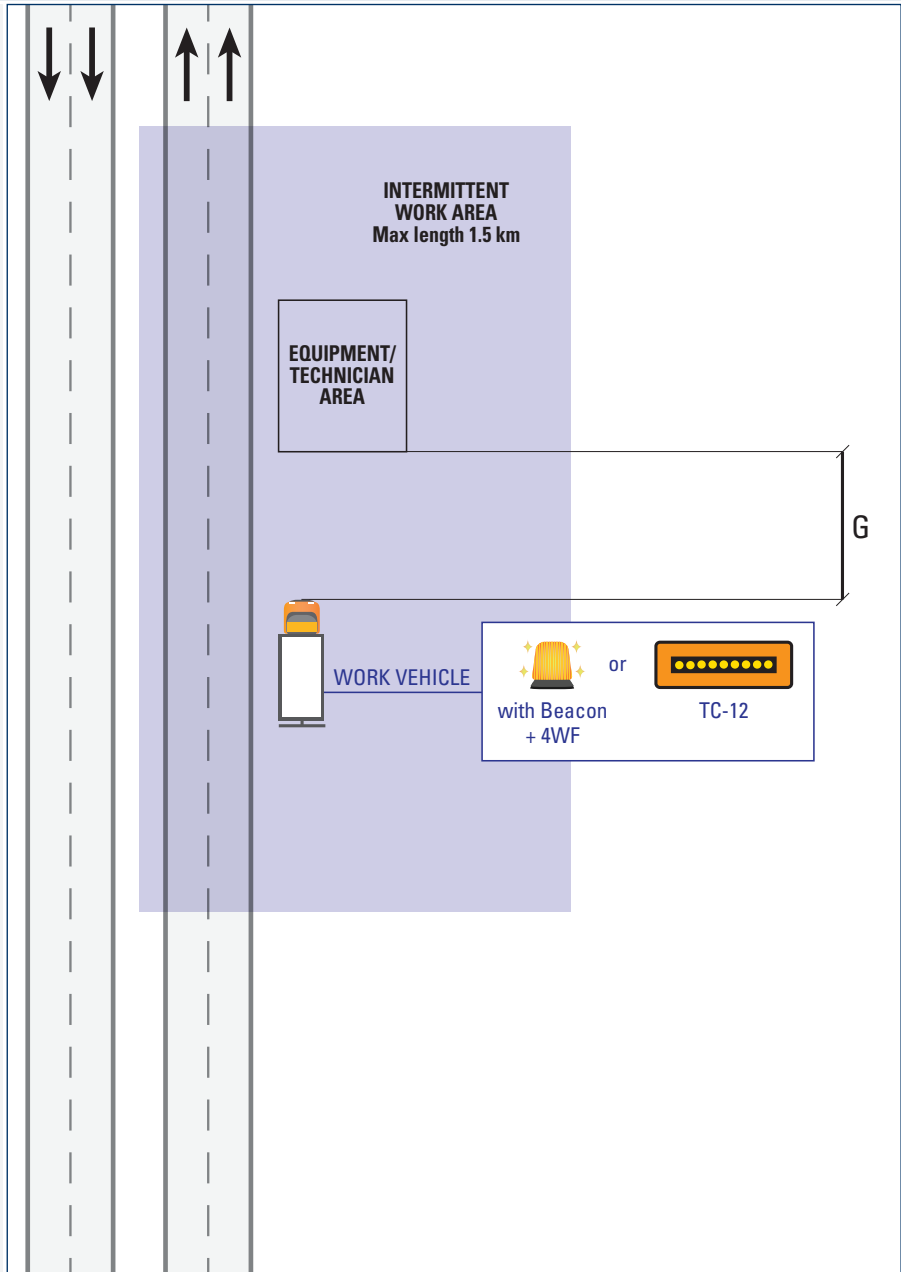 INTERMITTENT
WORK AREA
Max length 1.5 km
EQUIPMENT/
TECHNICIAN
AREA
G
WORK VEHICLE
or
with Beacon
+ 4WF
TC-12